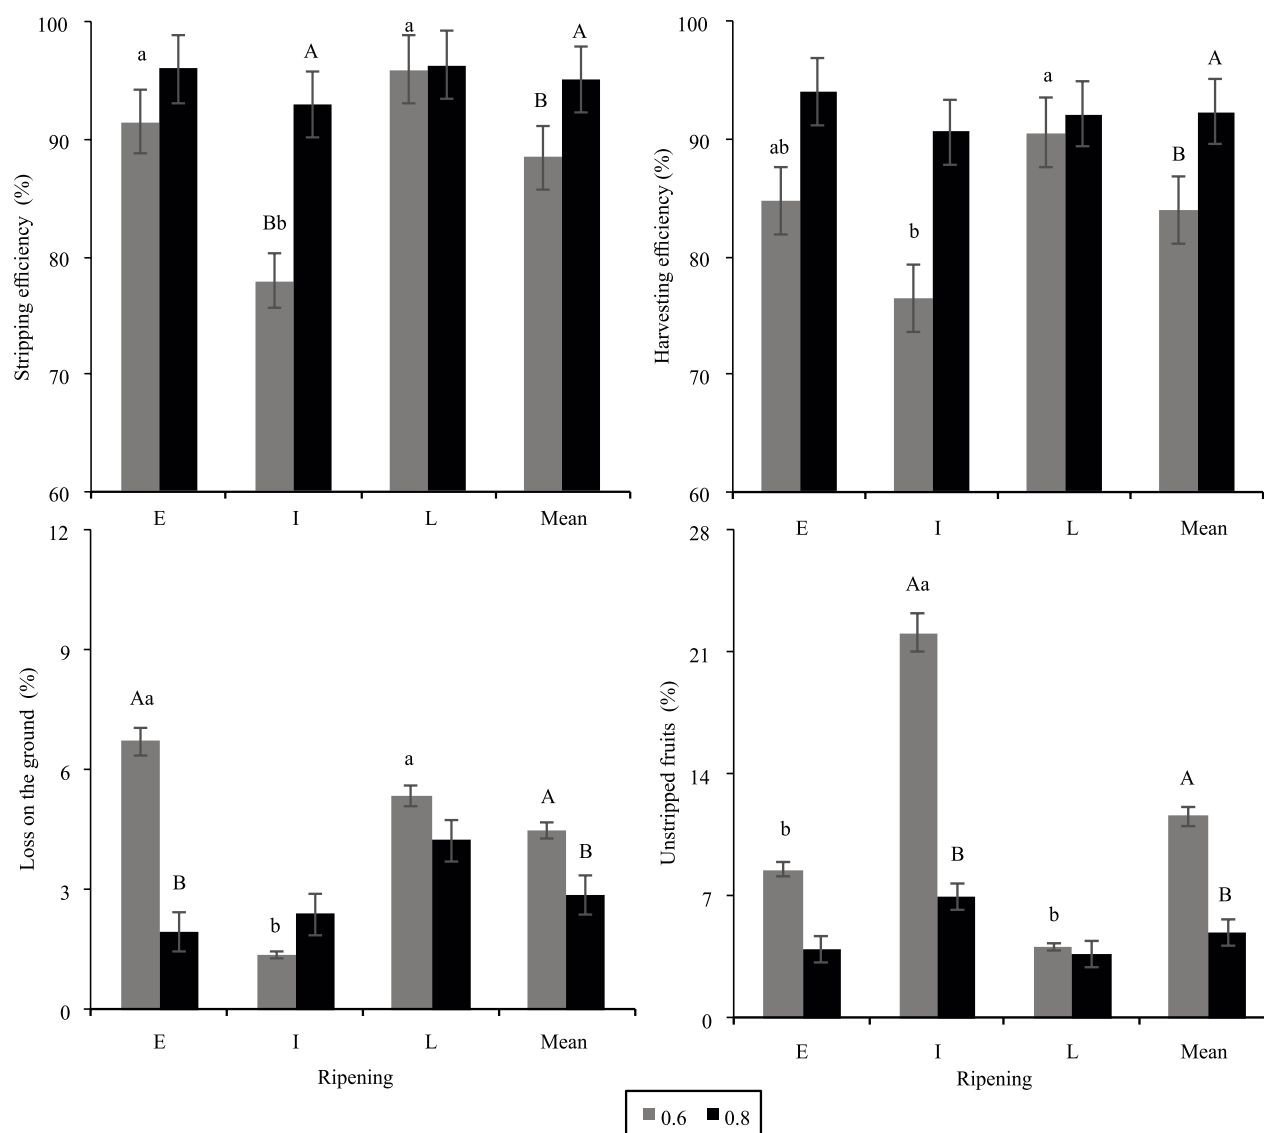 Stripping efficiency (%)
100
90
80
70
60
a
A
Bb
a
A
B
E
I
L
Mean
Harvesting efficiency (%)
100
90
80
70
60
ab
b
a
A
B
E
I
L
Mean
Loss on the ground (%)
12
9
6
3
0
Aa
B
b
a
A
B
E
I
L
Mean
Ripening
Unstripped fruits (%)
28
21
14
7
0
b
Aa
B
b
A
B
E
I
L
Mean
Ripening
0.6 0.8